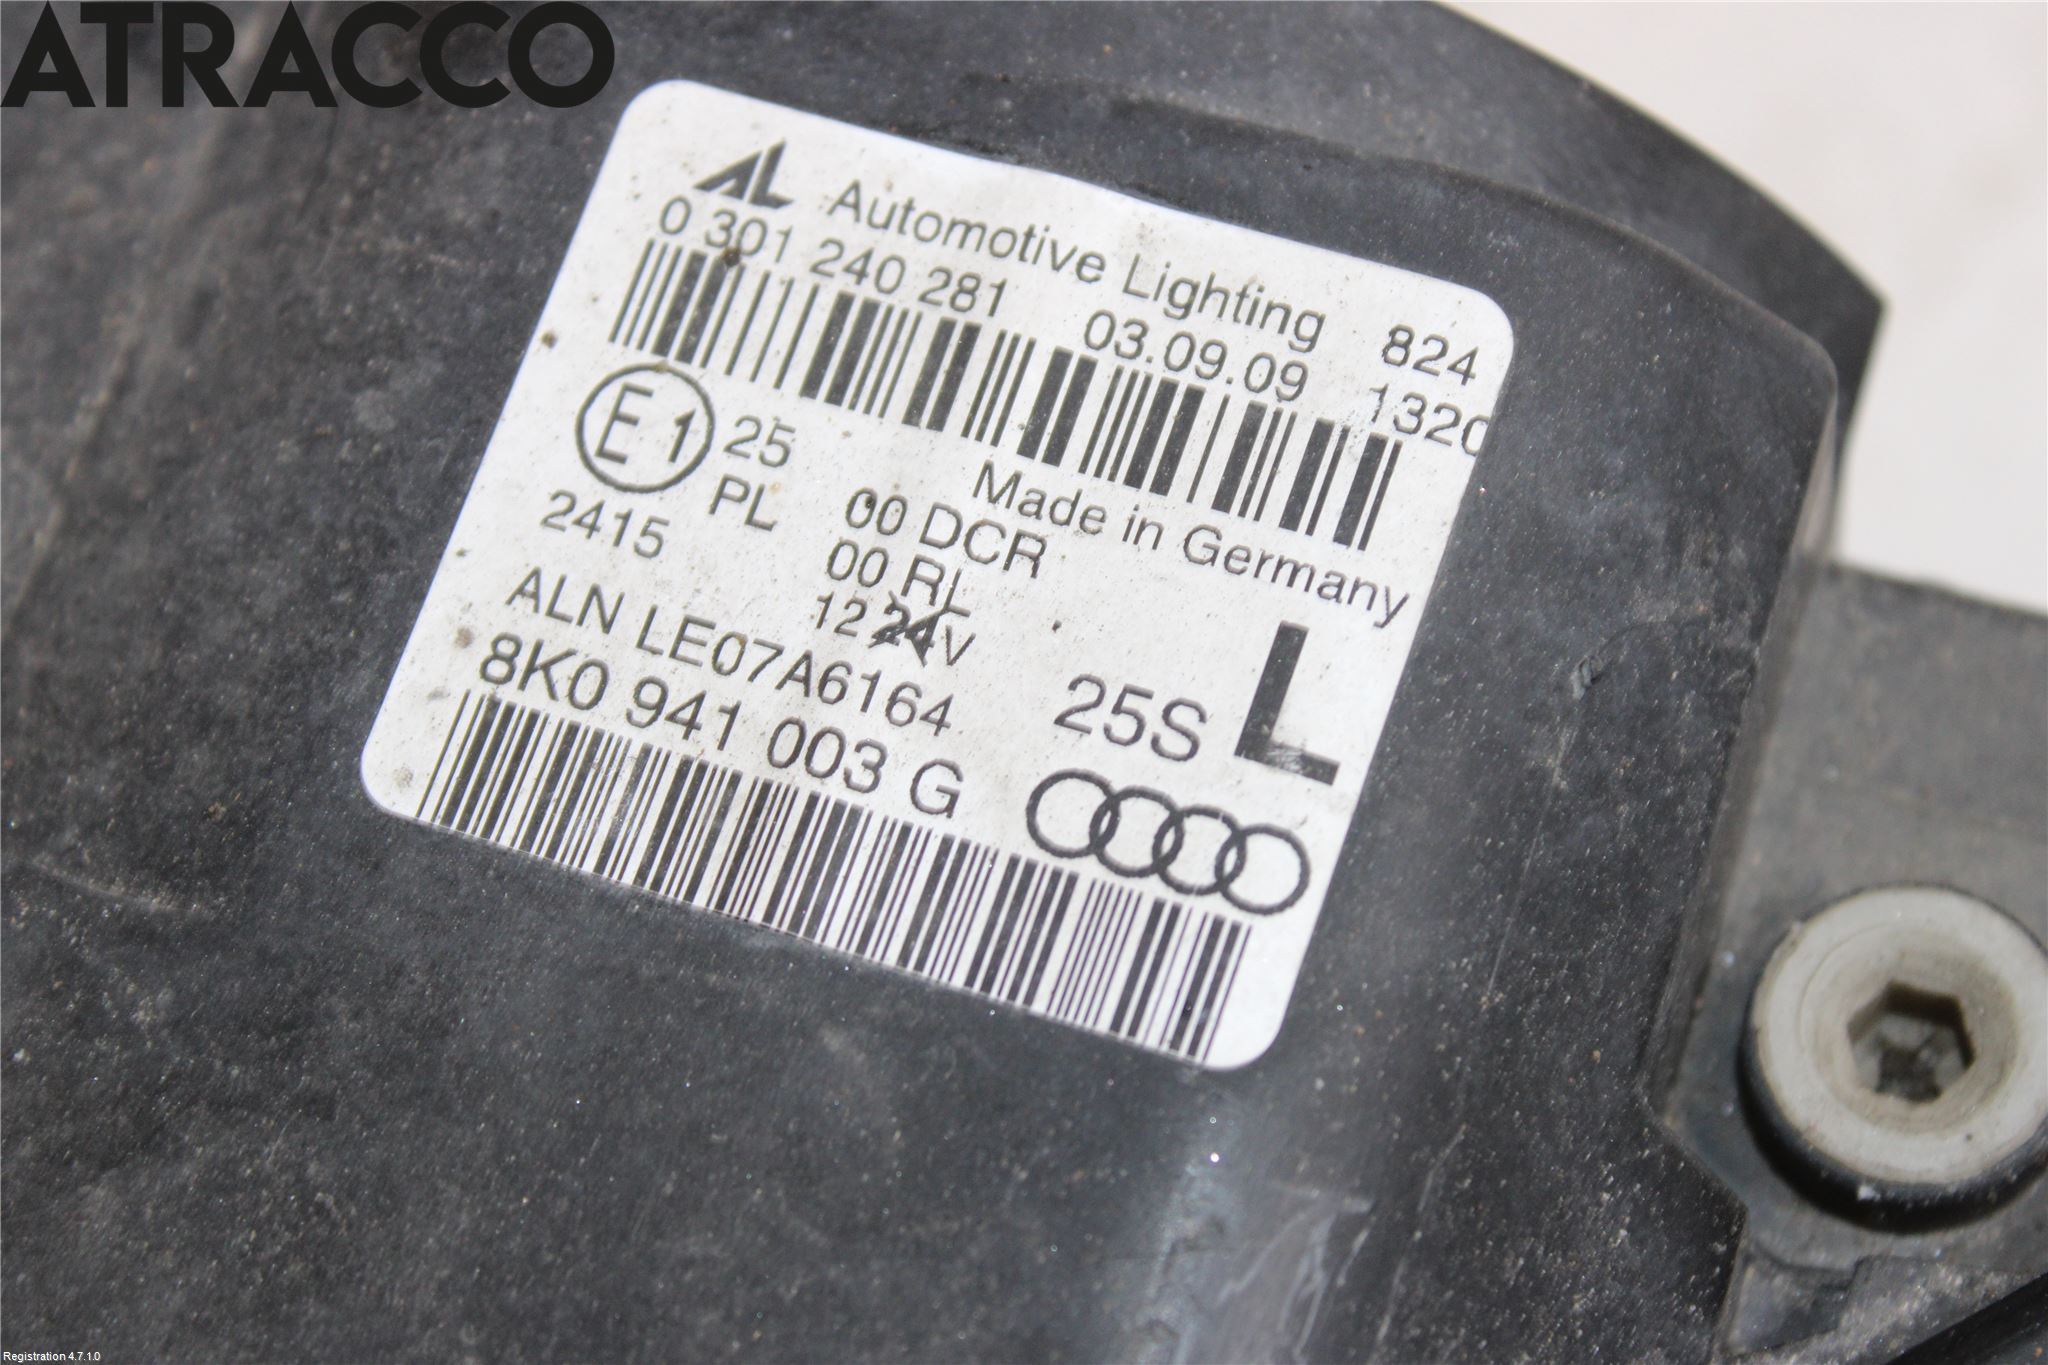 ATRACCO
AL Automotive Lighting 824
0 301 240 281 03.09.09 1320
E1 25 Made in Germany
PL 00 DCR
2415 00 RL
12 24V
ALN LE07A6164 25S L
8K0 941 003 G
Registration 4.7.1.0